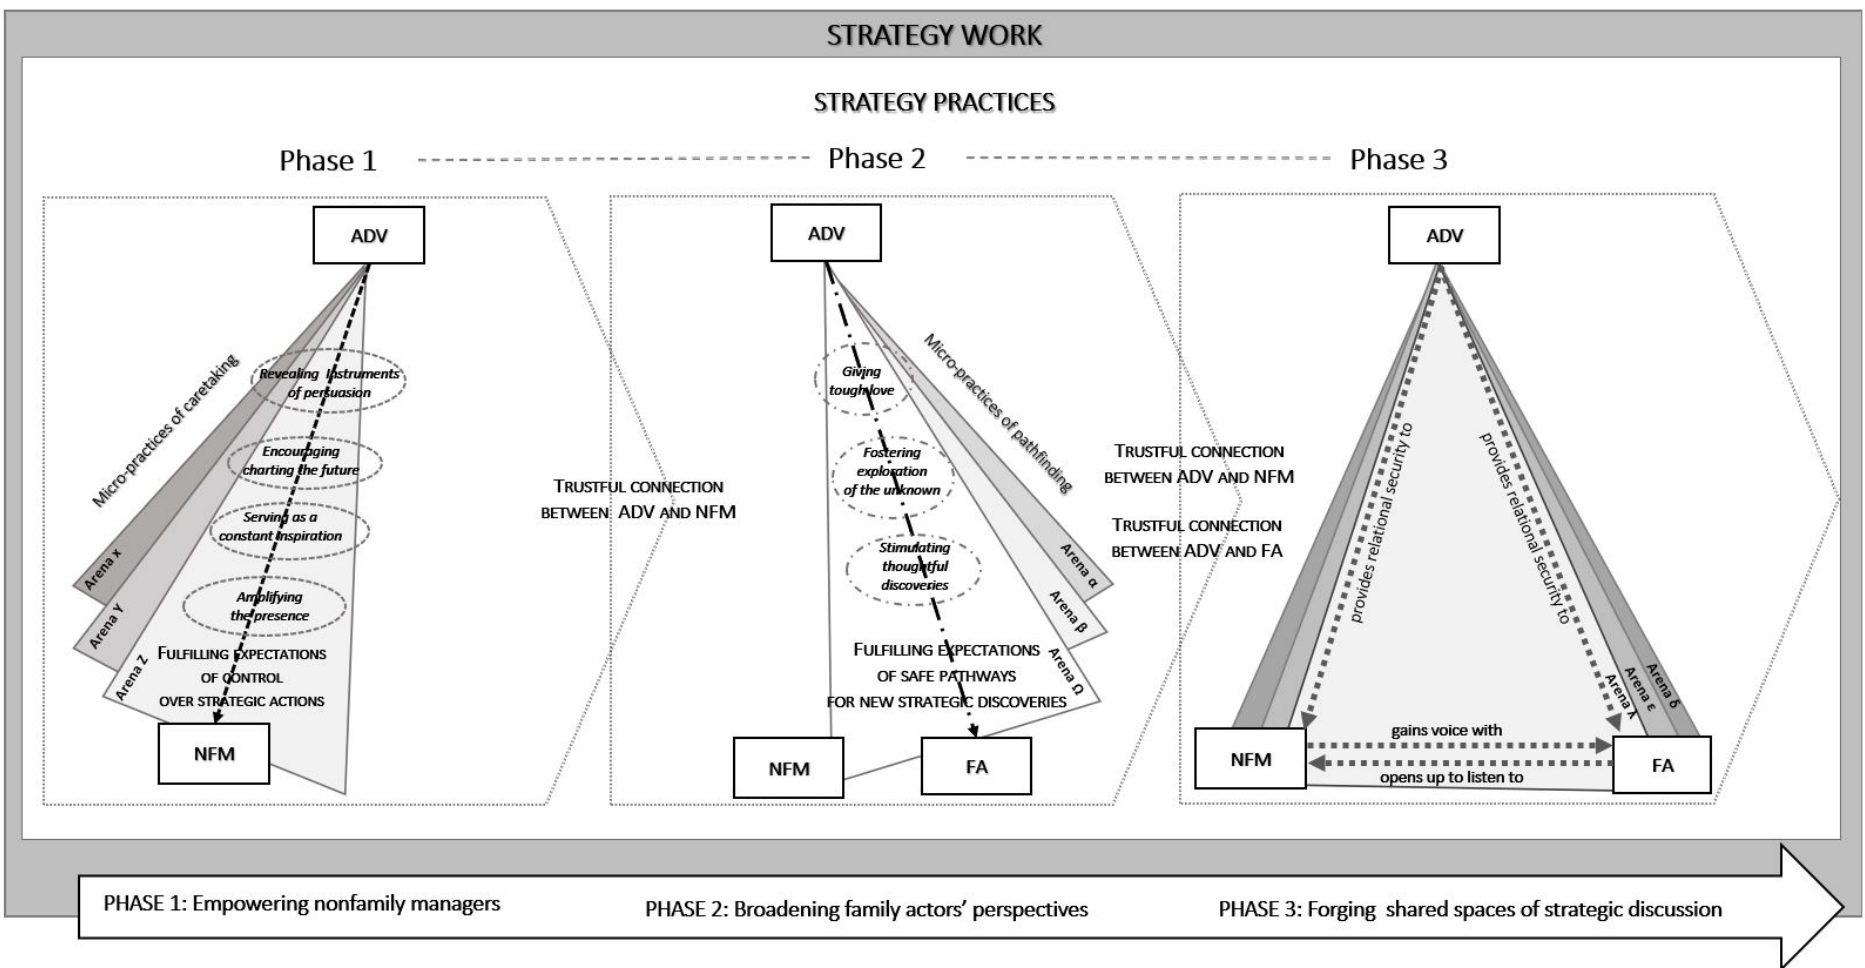 STRATEGY WORK
STRATEGY PRACTICES
Phase 1
Phase 2
Phase 3
ADV
Micro-practices of caretaking
Revealing Instruments
of persuasion
Encouraging
charting the future
Serving as a
constant inspiration
Amplifying
the presence
Arena x
Arena Y
Arena Z
FULFILLING EXPECTATIONS
OF CONTROL
OVER STRATEGIC ACTIONS
NFM
TRUSTFUL CONNECTION
BETWEEN ADV AND NFM
ADV
Micro-practices of pathfinding
Giving
tough love
Fostering
exploration
of the unknown
Stimulating
thoughtful
discoveries
Arena α
Arena β
Arena Ω
FULFILLING EXPECTATIONS
OF SAFE PATHWAYS
FOR NEW STRATEGIC DISCOVERIES
NFM
FA
TRUSTFUL CONNECTION
BETWEEN ADV AND NFM
TRUSTFUL CONNECTION
BETWEEN ADV AND FA
ADV
provides relational security to
provides relational security to
Arena λ
Arena ε
Arena δ
gains voice with
opens up to listen to
NFM
FA
PHASE 1: Empowering nonfamily managers
PHASE 2: Broadening family actors' perspectives
PHASE 3: Forging shared spaces of strategic discussion